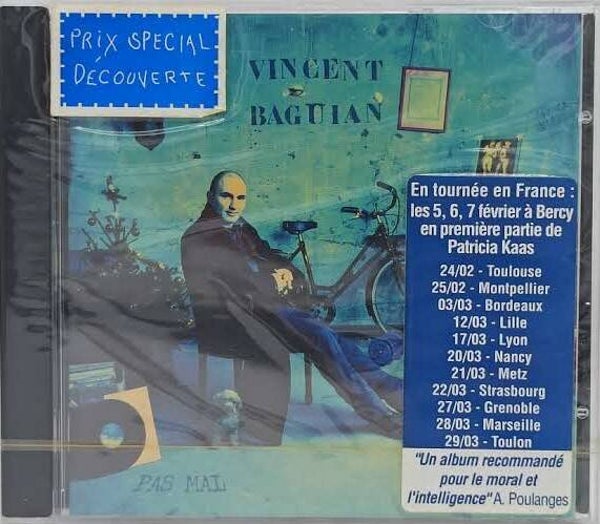 PRIX SPECIAL
DÉCOUVERTE
VINCENT
BAGUIAN
En tournée en France :
les 5, 6, 7 février à Bercy
en première partie de
Patricia Kaas
24/02 - Toulouse
25/02 - Montpellier
03/03 - Bordeaux
12/03 - Lille
17/03 - Lyon
20/03 - Nancy
21/03 - Metz
22/03 - Strasbourg
27/03 - Grenoble
28/03 - Marseille
29/03 - Toulon
"Un album recommandé
pour le moral et
l'intelligence" A. Poulanges
PAS MAL